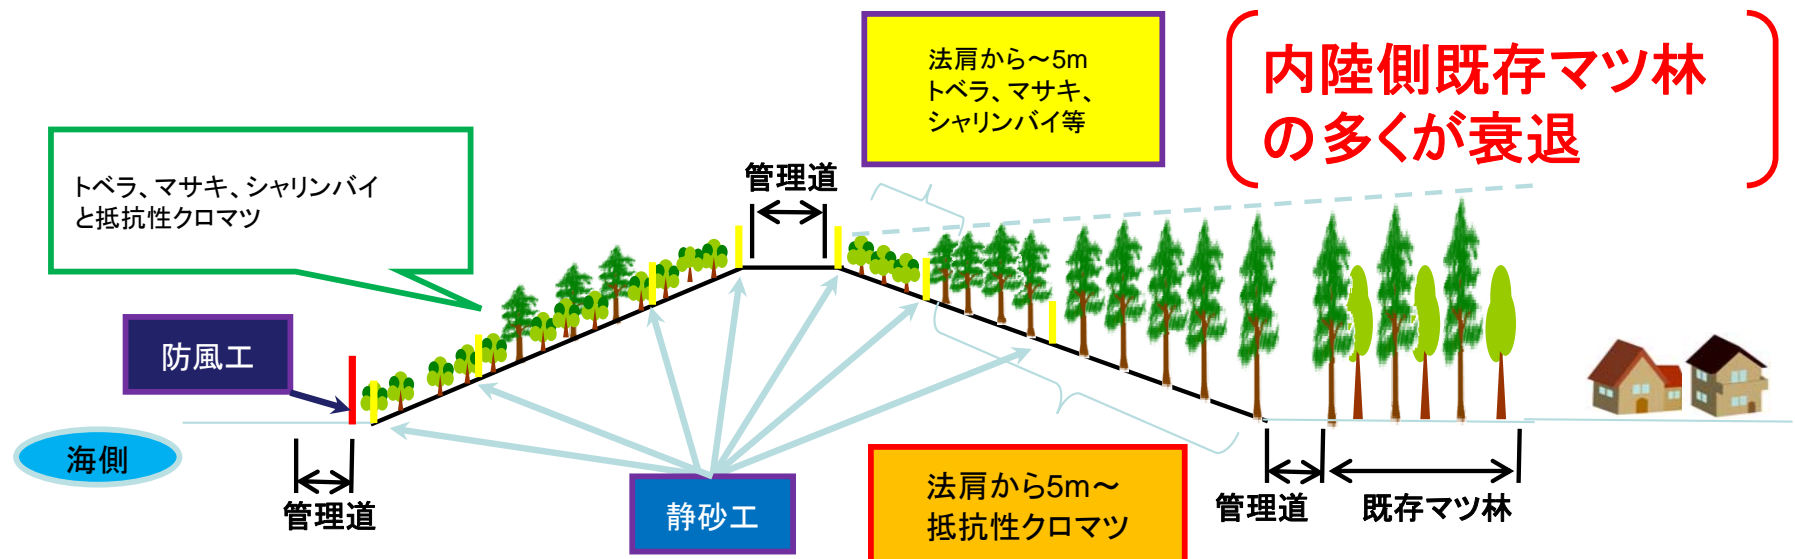 法肩から～5m
トベラ、マサキ、
シャリンバイ等
内陸側既存マツ林
の多くが衰退
トベラ、マサキ、シャリンバイ
と抵抗性クロマツ
管理道
防風工
海側
管理道
静砂工
法肩から5m～
抵抗性クロマツ
管理道
既存マツ林